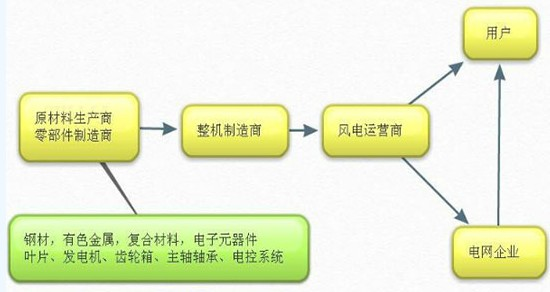 用户
原材料生产商
零部件制造商
整机制造商
风电运营商
钢材，有色金属，复合材料，电子元器件
叶片、发电机、齿轮箱、主轴轴承、电控系统
电网企业